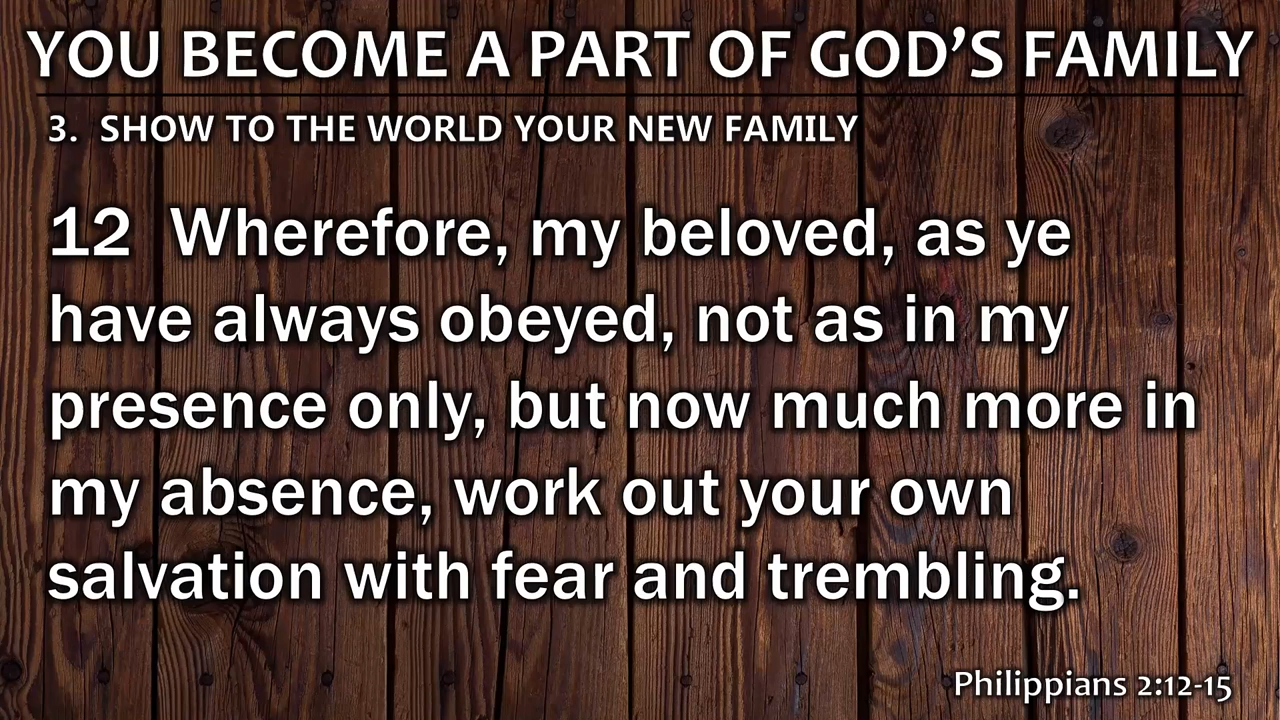 YOU BECOME A PART OF GOD’S FAMILY
3. SHOW TO THE WORLD YOUR NEW FAMILY
12 Wherefore, my beloved, as ye
have always obeyed, not as in my
presence only, but now much more in
my absence, work out your own
salvation with fear and trembling.
Philippians 2:12-15